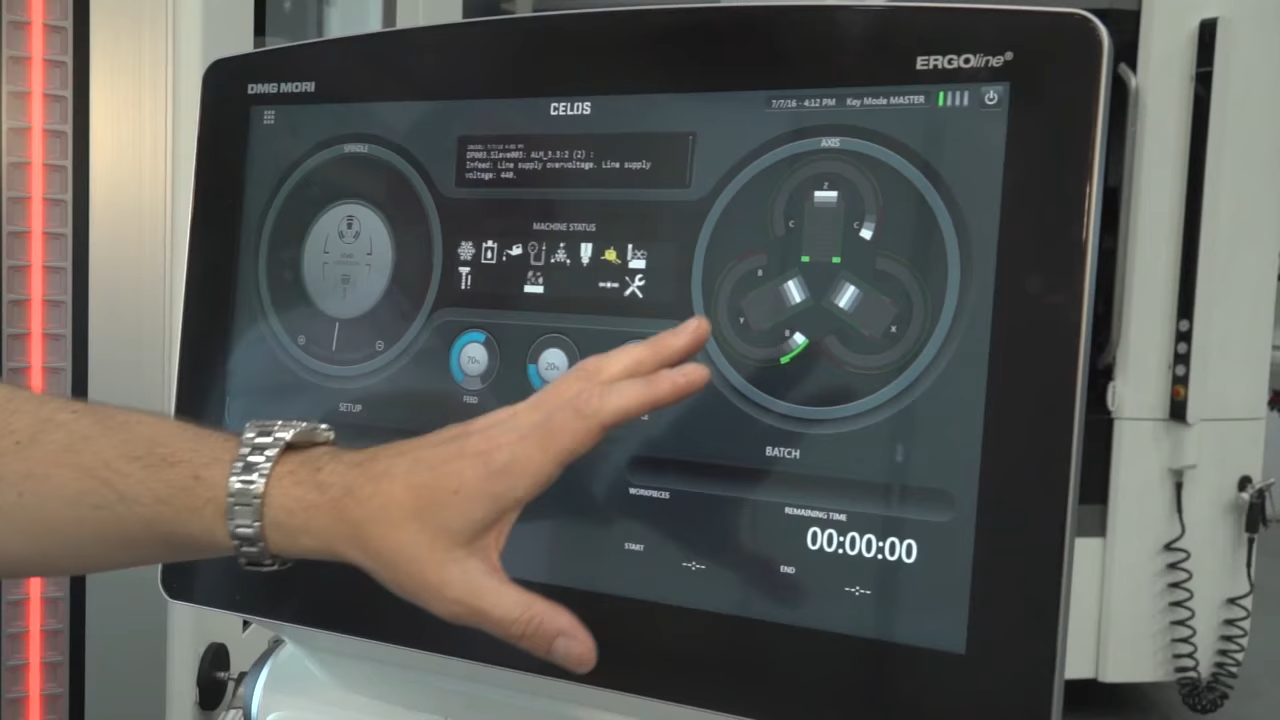 DMG MORI
ERGOline®
CELOS
7/7/16 - 4:12 PM Key Mode MASTER
SPINDLE
DP003.Slave003: ALM_3.3:2 (2) :
Infeed: Line supply overvoltage. Line supply
voltage: 440.
AXIS
Z
C
C
MACHINE STATUS
B
Y
B
X
70%
20%
FEED
SETUP
BATCH
WORKPIECES
REMAINING TIME
00:00:00
START
--:--
END
--:--